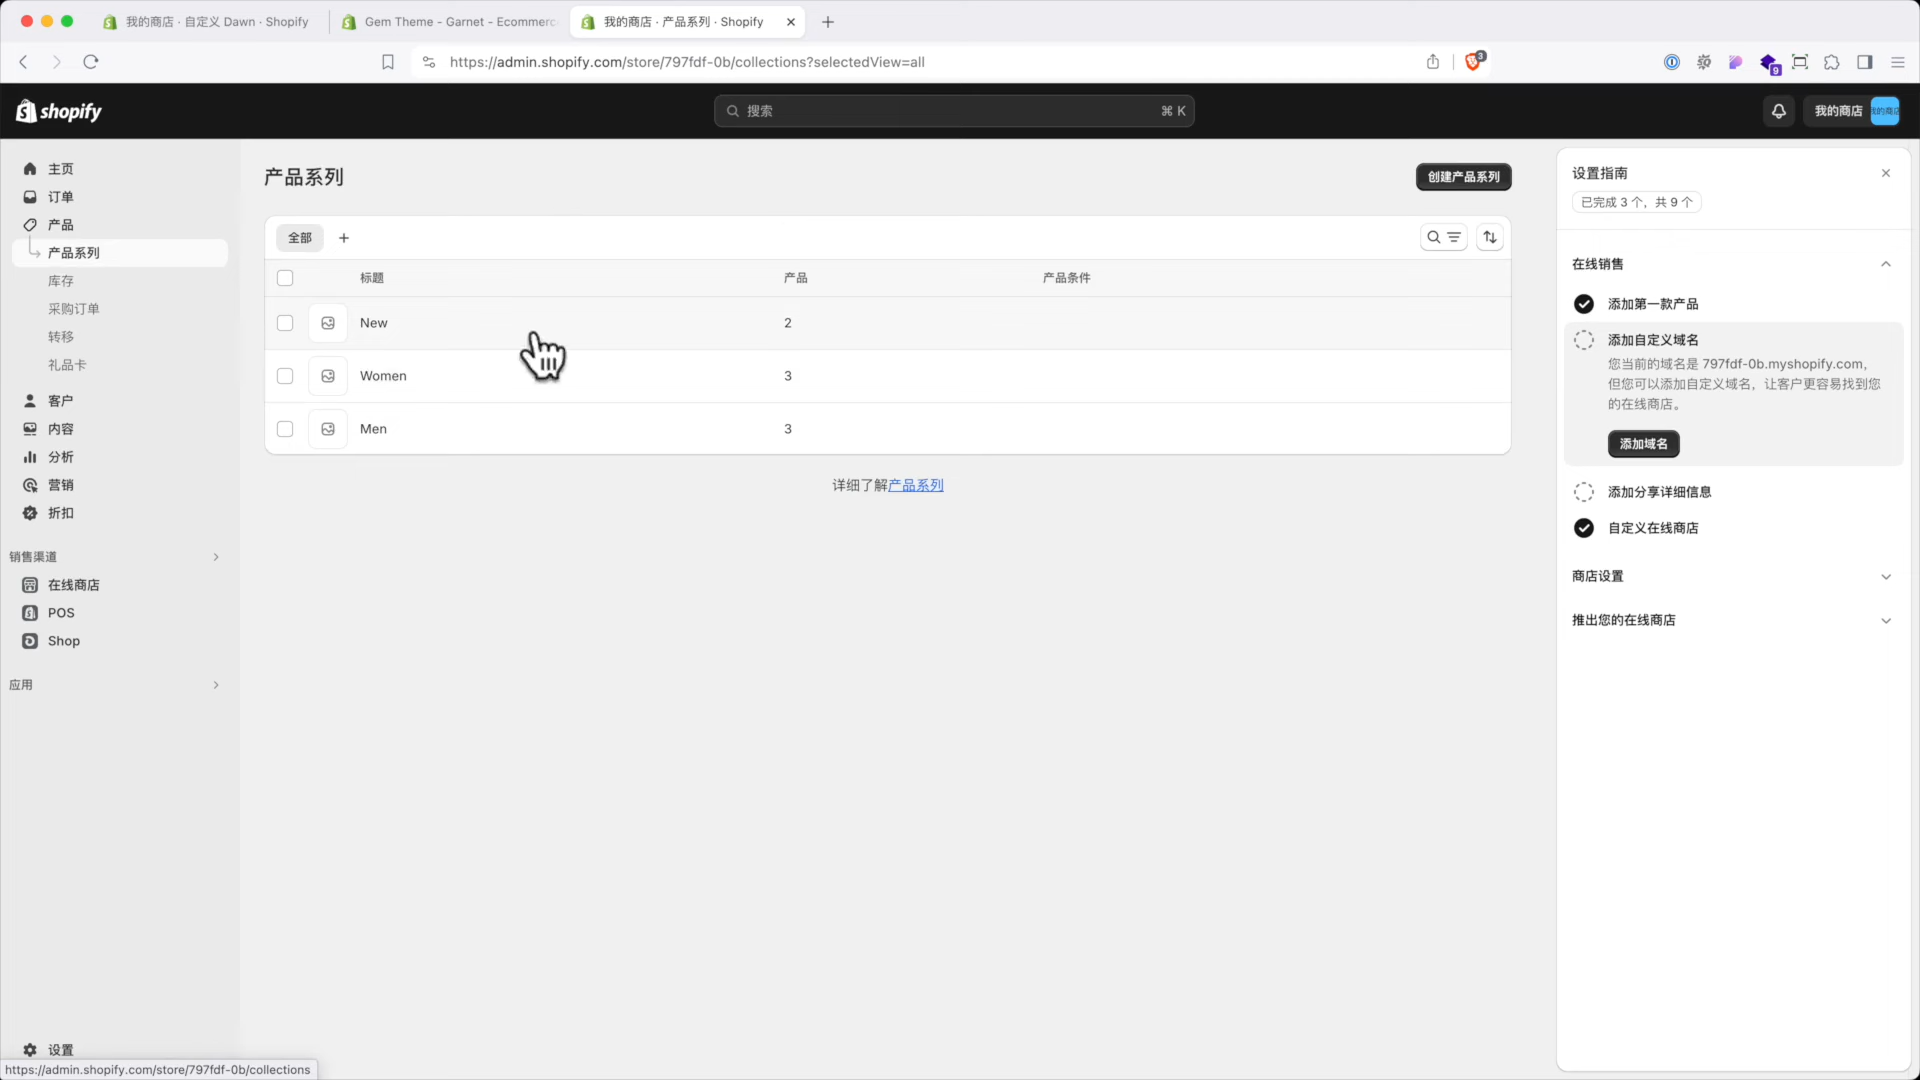 我的商店 · 自定义 Dawn · Shopify
Gem Theme - Garnet - Ecommerc
我的商店 · 产品系列 · Shopify
https://admin.shopify.com/store/797fdf-0b/collections?selectedView=all
3
9
shopify
搜索
⌘ K
我的商店
我的商店
主页
订单
产品
产品系列
库存
采购订单
转移
礼品卡
客户
内容
分析
营销
折扣
销售渠道
在线商店
POS
Shop
应用
设置
https://admin.shopify.com/store/797fdf-0b/collections
产品系列
创建产品系列
全部
标题 产品 产品条件
New 2
Women 3
Men 3
详细了解产品系列
设置指南
已完成 3 个，共 9 个
在线销售
添加第一款产品
添加自定义域名
您当前的域名是 797fdf-0b.myshopify.com，
但您可以添加自定义域名，让客户更容易找到您
的在线商店。
添加域名
添加分享详细信息
自定义在线商店
商店设置
推出您的在线商店